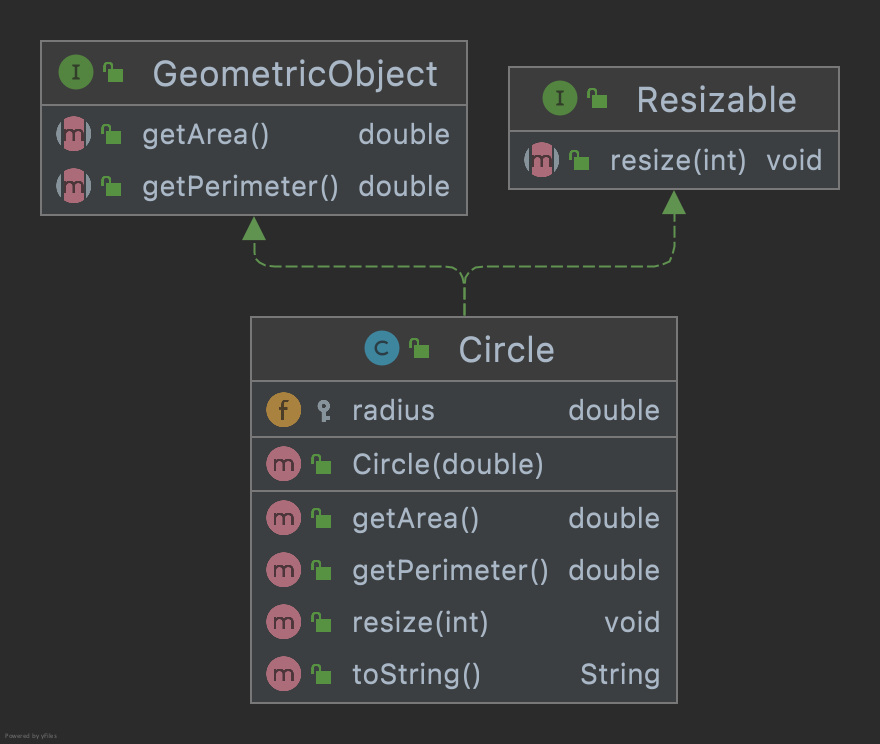 I GeometricObject
m getArea() double
m getPerimeter() double
I Resizable
m resize(int) void
C Circle
f radius double
m Circle(double)
m getArea() double
m getPerimeter() double
m resize(int) void
m toString() String
Powered by yFiles